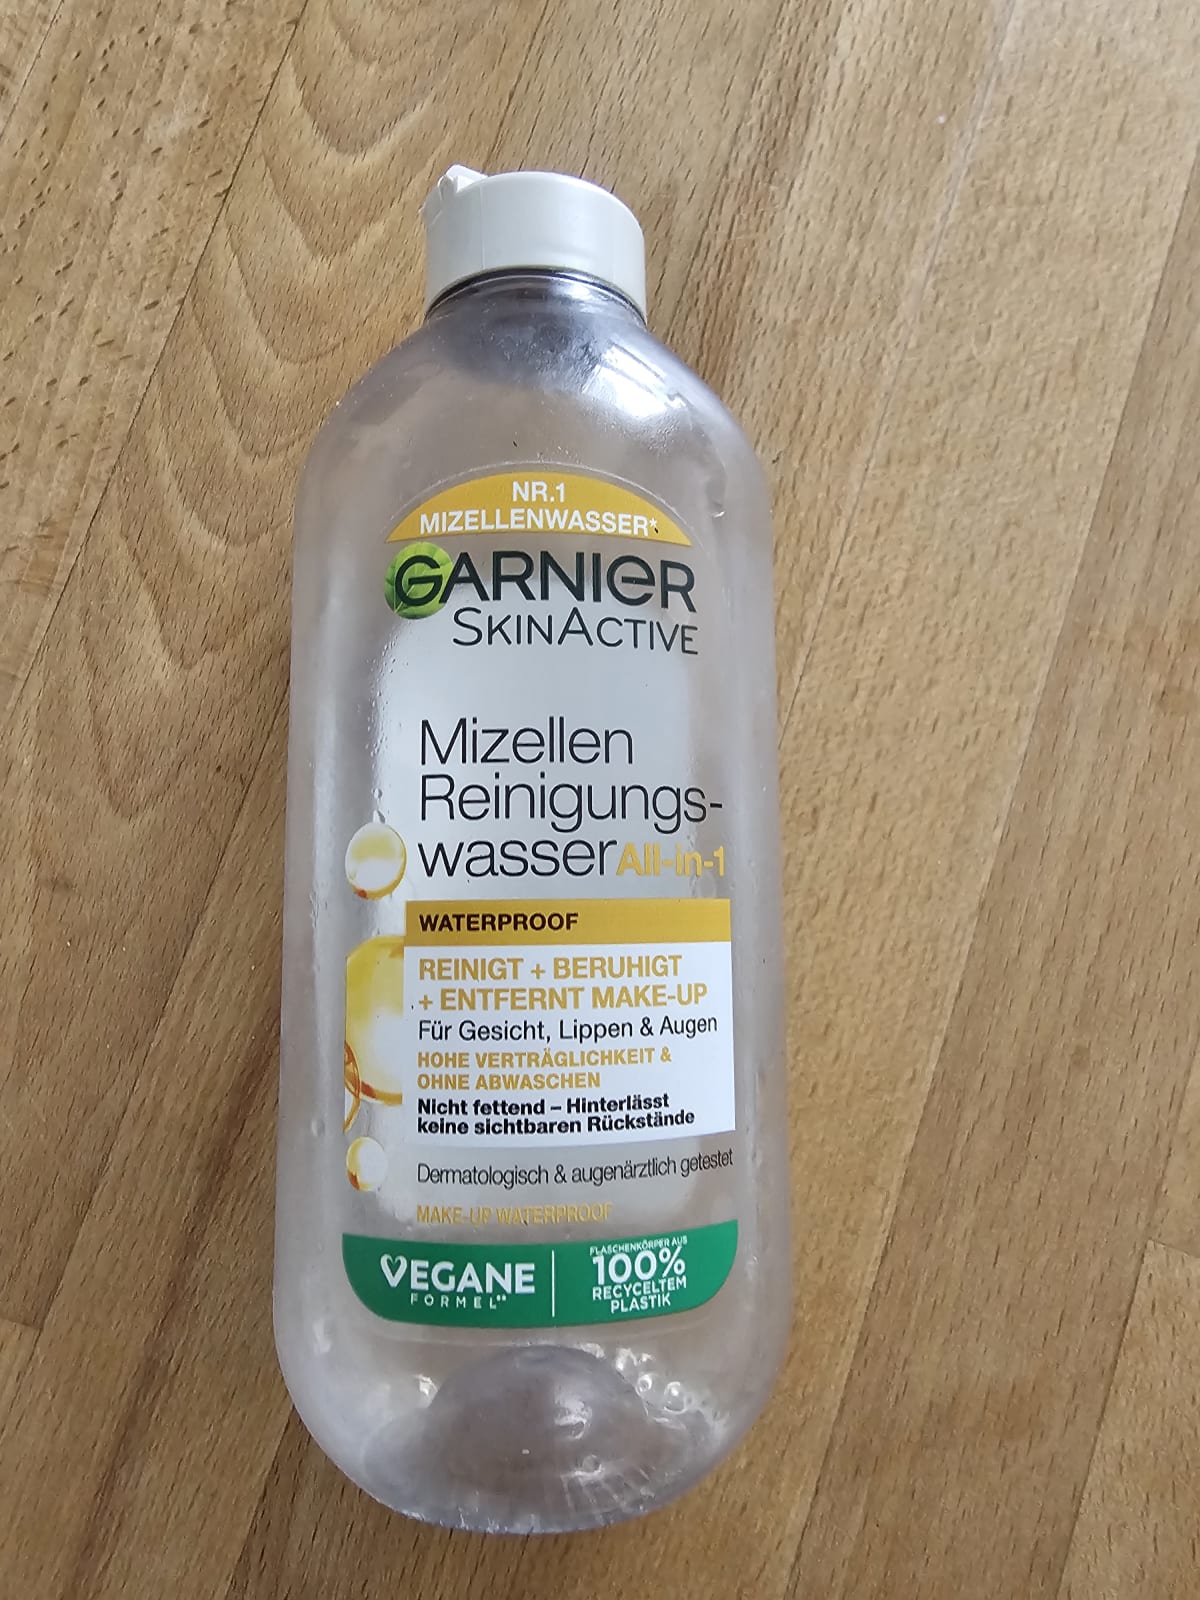 NR.1
MIZELLENWASSER*
GARNIER
SKINACTIVE
Mizellen
Reinigungs-
wasser All-in-1
WATERPROOF
REINIGT + BERUHIGT
+ ENTFERNT MAKE-UP
Für Gesicht, Lippen & Augen
HOHE VERTRÄGLICHKEIT &
OHNE ABWASCHEN
Nicht fettend – Hinterlässt
keine sichtbaren Rückstände
Dermatologisch & augenärztlich getestet
MAKE-UP WATERPROOF
VEGANE
FORMEL**
FLASCHENKÖRPER AUS
100%
RECYCELTEM
PLASTIK